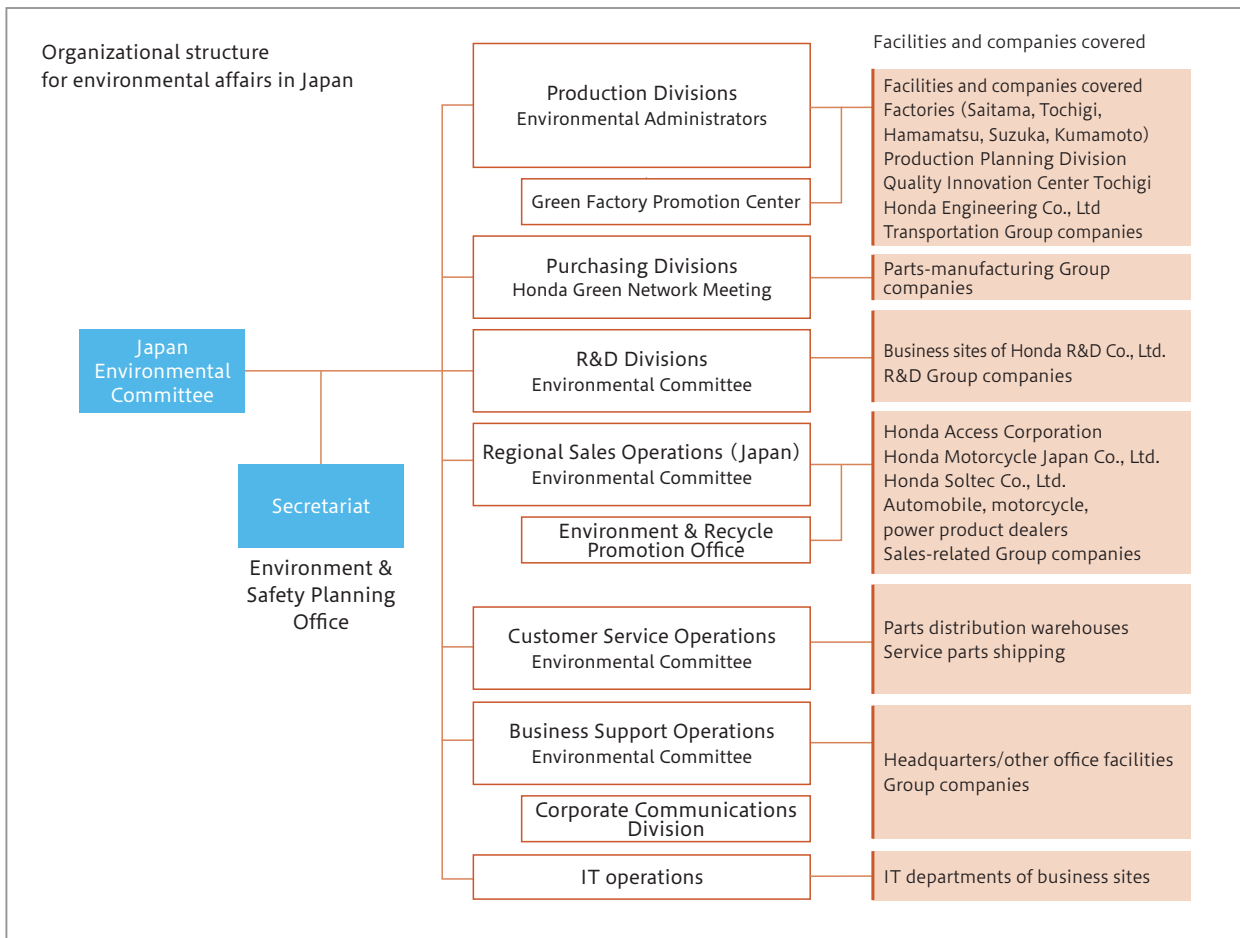 Organizational structure
for environmental affairs in Japan
Japan
Environmental
Committee
Secretariat
Environment &
Safety Planning
Office
Production Divisions
Environmental Administrators
Green Factory Promotion Center
Purchasing Divisions
Honda Green Network Meeting
R&D Divisions
Environmental Committee
Regional Sales Operations (Japan)
Environmental Committee
Environment & Recycle
Promotion Office
Customer Service Operations
Environmental Committee
Business Support Operations
Environmental Committee
Corporate Communications
Division
IT operations
Facilities and companies covered
Facilities and companies covered
Factories (Saitama, Tochigi,
Hamamatsu, Suzuka, Kumamoto)
Production Planning Division
Quality Innovation Center Tochigi
Honda Engineering Co., Ltd
Transportation Group companies
Parts-manufacturing Group
companies
Business sites of Honda R&D Co., Ltd.
R&D Group companies
Honda Access Corporation
Honda Motorcycle Japan Co., Ltd.
Honda Soltec Co., Ltd.
Automobile, motorcycle,
power product dealers
Sales-related Group companies
Parts distribution warehouses
Service parts shipping
Headquarters/other office facilities
Group companies
IT departments of business sites